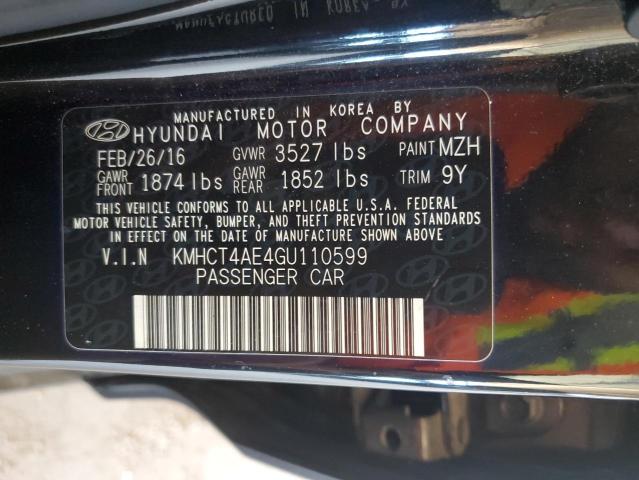 MANUFACTURED IN KOREA BY
HYUNDAI MOTOR COMPANY
FEB/26/16 GVWR 3527 lbs PAINT MZH
GAWR FRONT 1874 lbs GAWR REAR 1852 lbs TRIM 9Y
THIS VEHICLE CONFORMS TO ALL APPLICABLE U.S.A. FEDERAL
MOTOR VEHICLE SAFETY, BUMPER, AND THEFT PREVENTION STANDARDS
IN EFFECT ON THE DATE OF MANUFACTURE SHOWN ABOVE
V.I.N KMHCT4AE4GU110599
PASSENGER CAR